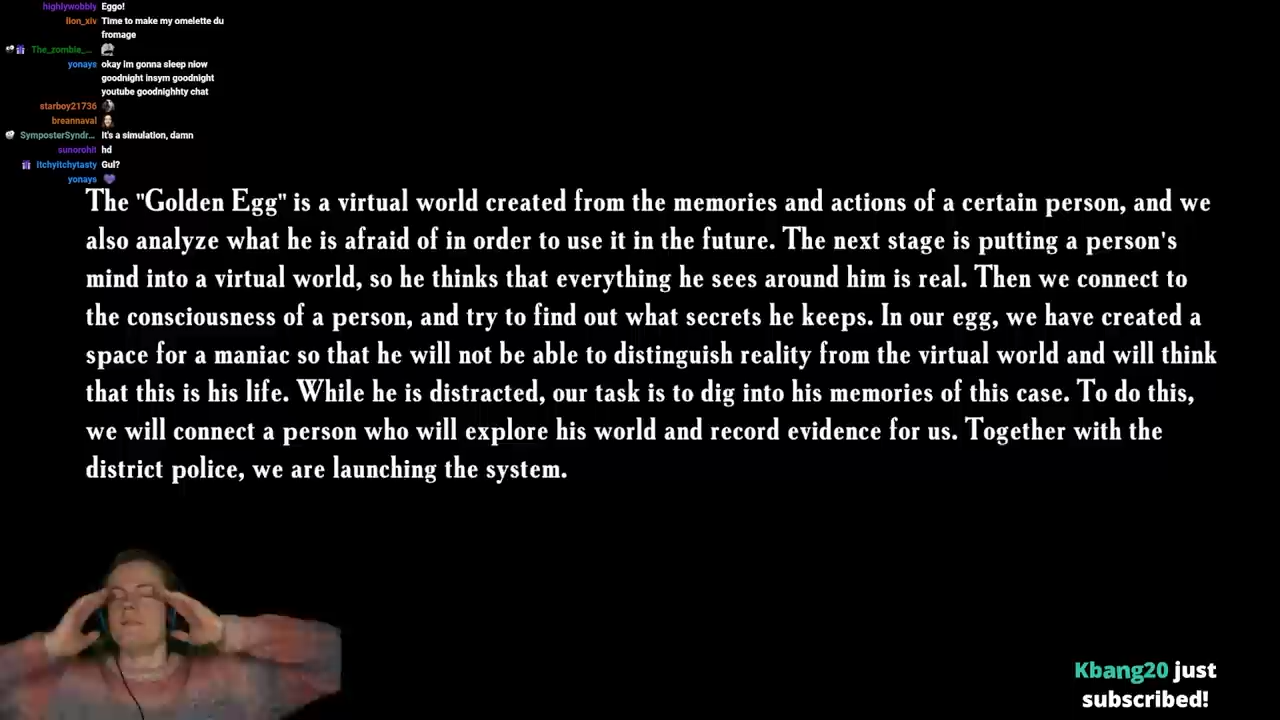 highlywobbly Eggo!
lion_xiv Time to make my omelette du
fromage
The_zombie_...
yonays okay im gonna sleep niow
goodnight insym goodnight
youtube goodnighhty chat
starboy21736
breannaval
SymposterSyndr... It's a simulation, damn
sunorohit hd
itchyitchytasty Gul?
yonays
The "Golden Egg" is a virtual world created from the memories and actions of a certain person, and we
also analyze what he is afraid of in order to use it in the future. The next stage is putting a person's
mind into a virtual world, so he thinks that everything he sees around him is real. Then we connect to
the consciousness of a person, and try to find out what secrets he keeps. In our egg, we have created a
space for a maniac so that he will not be able to distinguish reality from the virtual world and will think
that this is his life. While he is distracted, our task is to dig into his memories of this case. To do this,
we will connect a person who will explore his world and record evidence for us. Together with the
district police, we are launching the system.
Kbang20 just
subscribed!